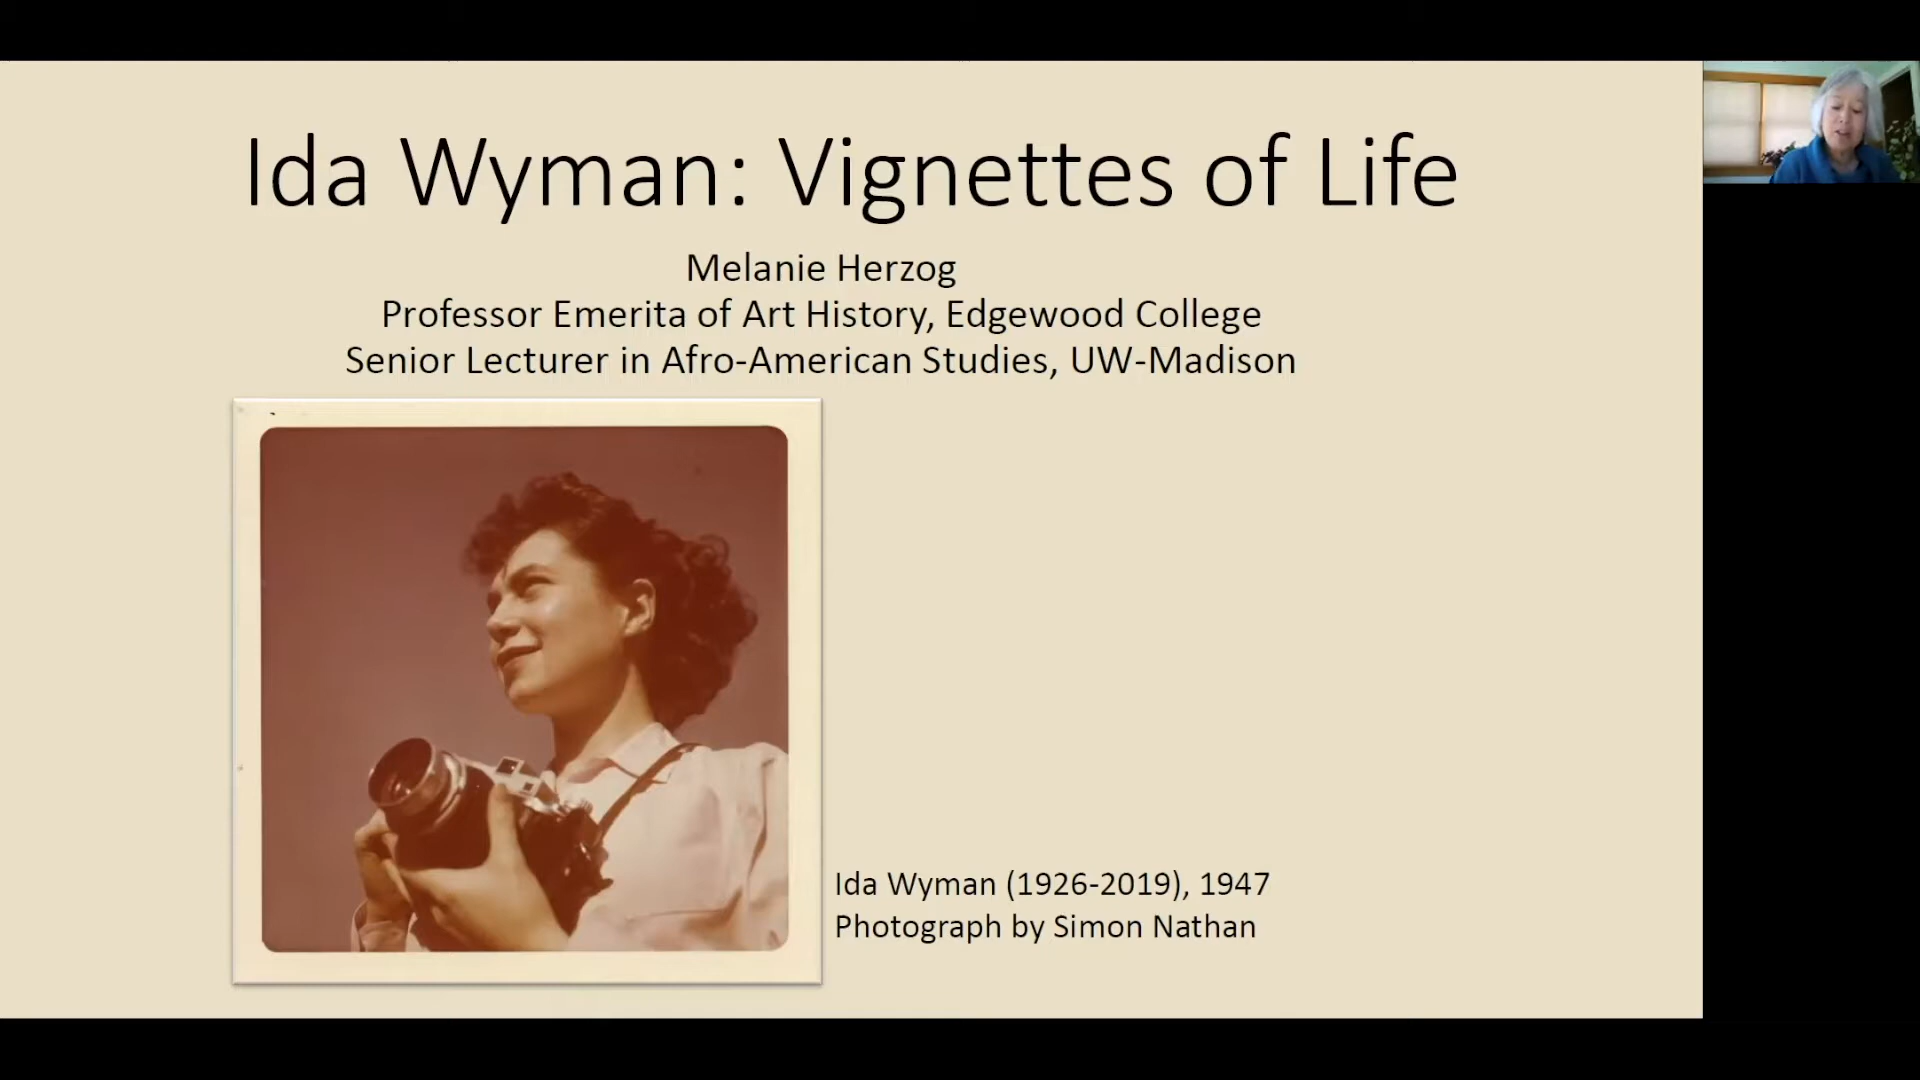 Ida Wyman: Vignettes of Life
Melanie Herzog
Professor Emerita of Art History, Edgewood College
Senior Lecturer in Afro-American Studies, UW-Madison
Ida Wyman (1926-2019), 1947
Photograph by Simon Nathan